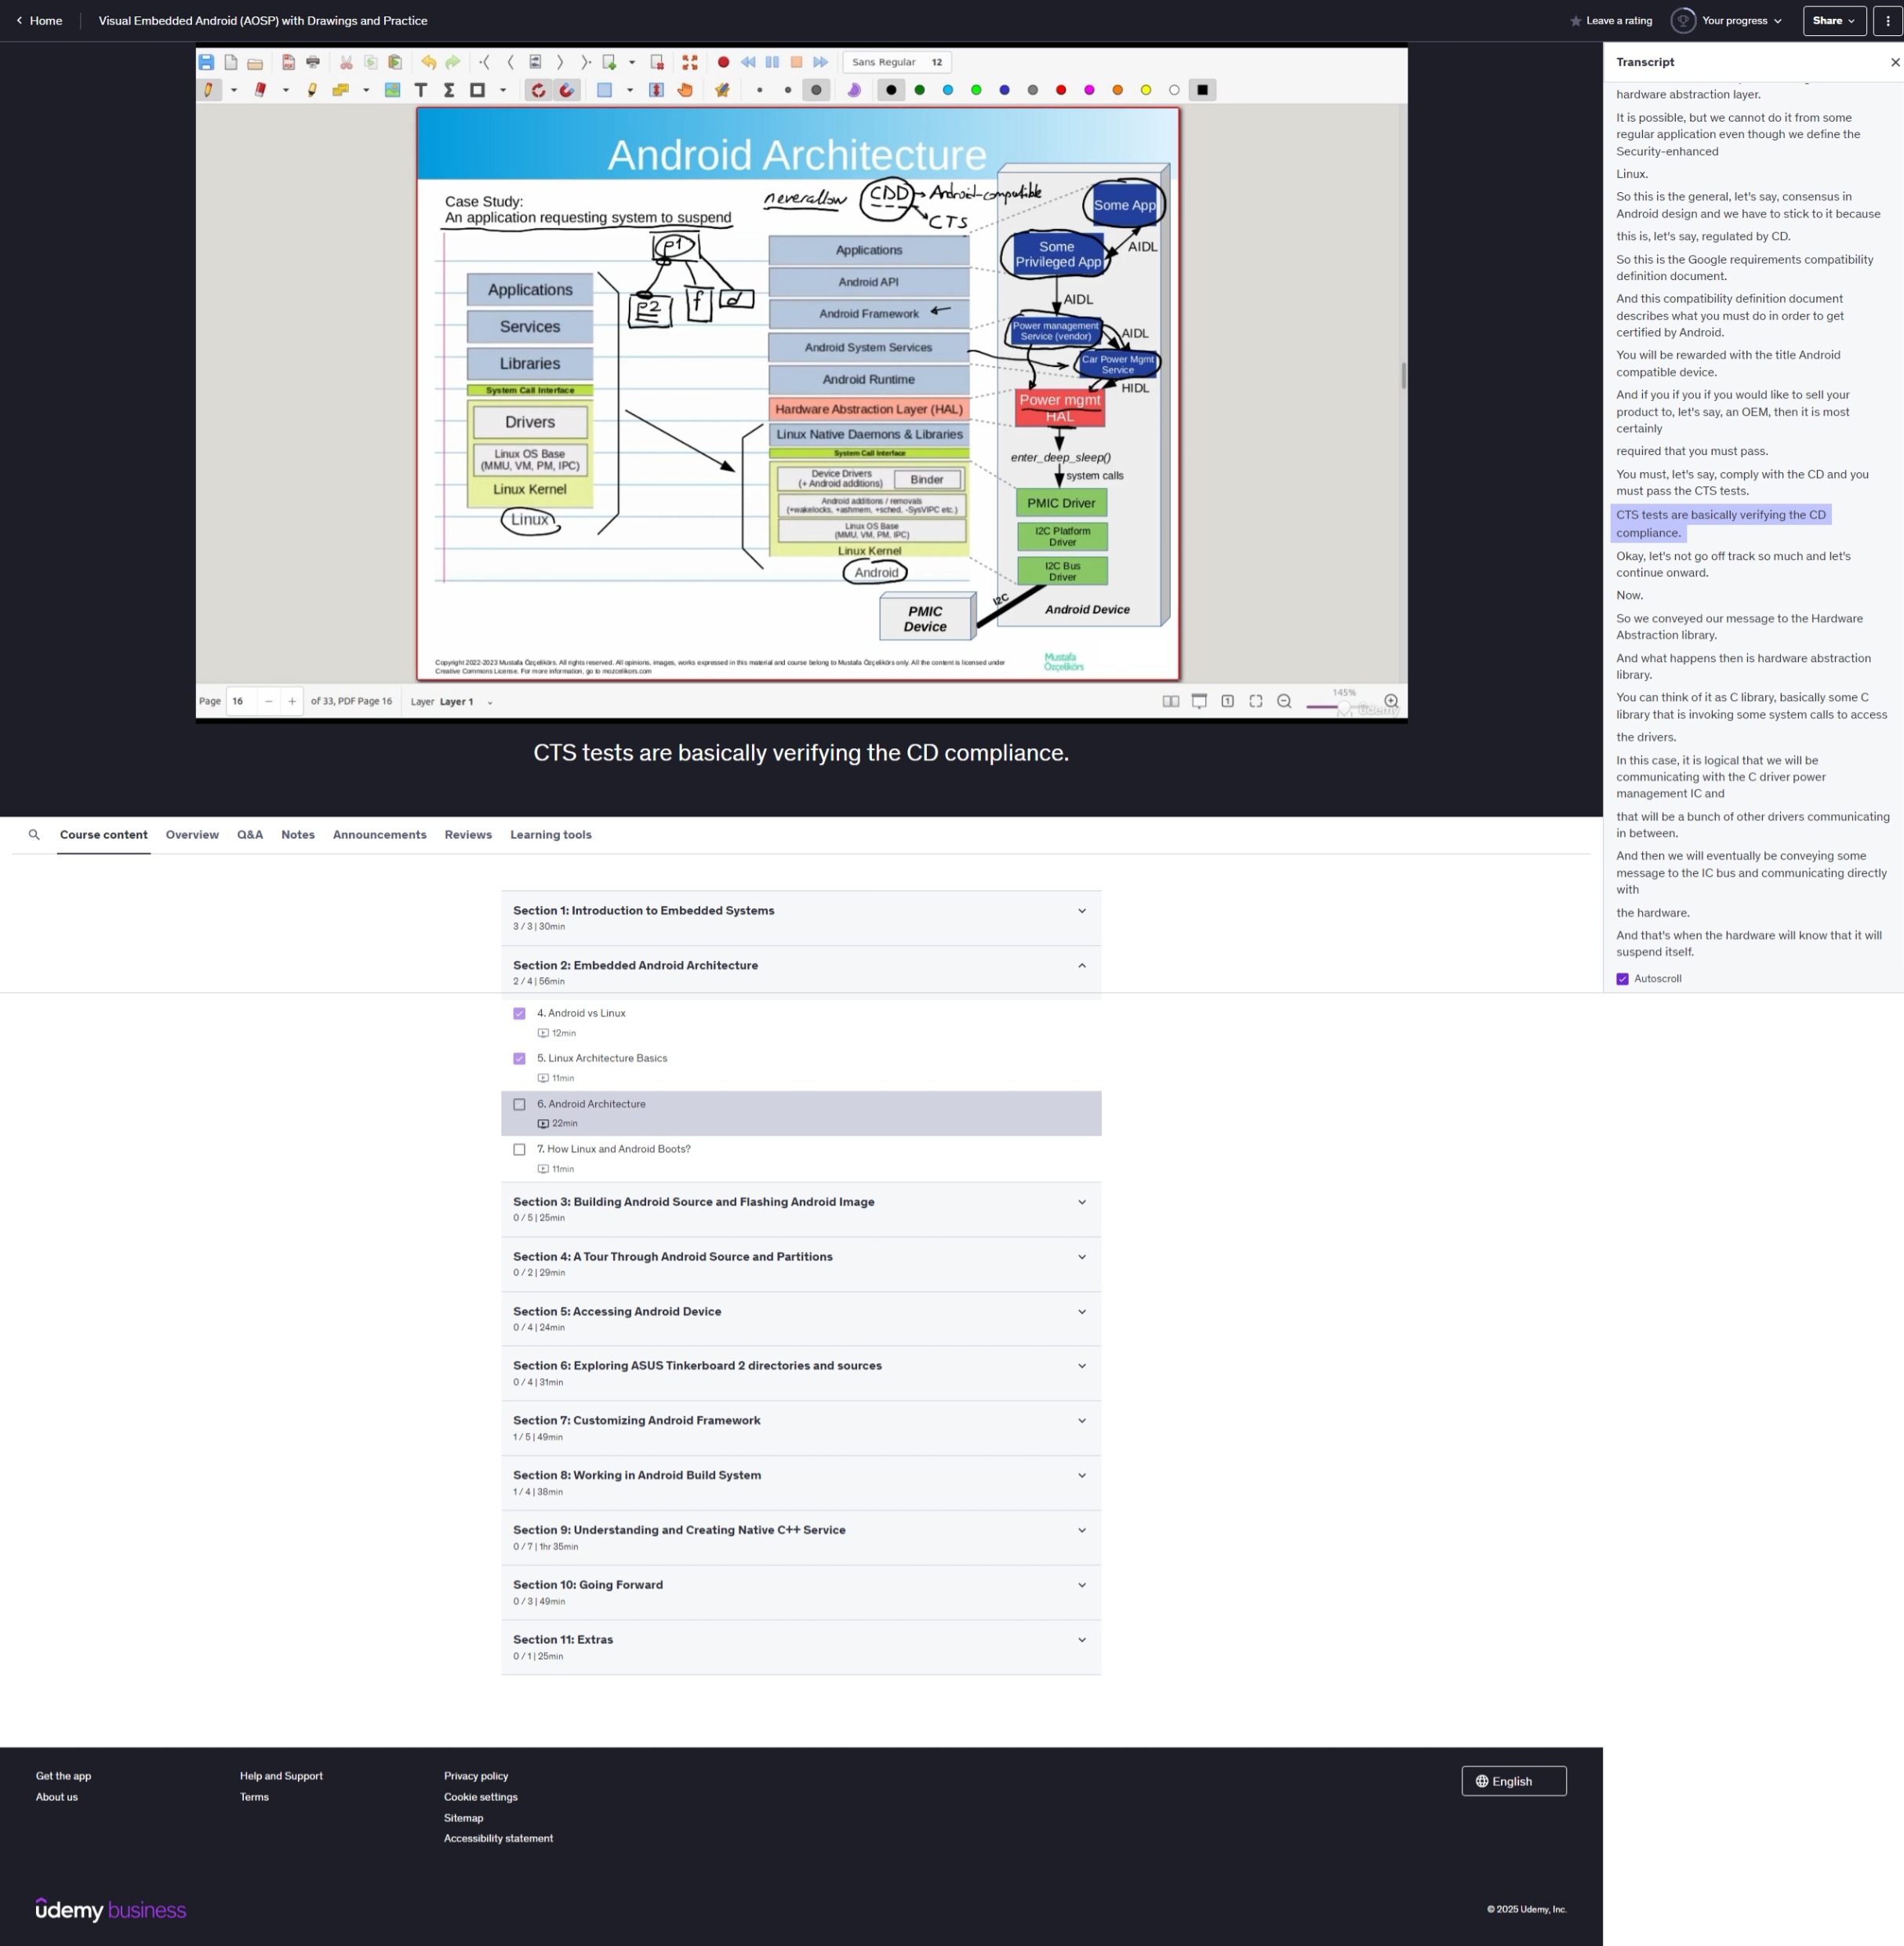 Home
Visual Embedded Android (AOSP) with Drawings and Practice
Leave a rating
Your progress
Share
Sans Regular 12
Android Architecture
Case Study:
An application requesting system to suspend
neverallow CDD Android-compatible
CTS
P1
P2 f d
Applications
Services
Libraries
System Call Interface
Drivers
Linux OS Base
(MMU, VM, PM, IPC)
Linux Kernel
Linux
Applications
Android API
Android Framework
Android System Services
Android Runtime
Hardware Abstraction Layer (HAL)
Linux Native Daemons & Libraries
System Call Interface
Device Drivers
(+ Android additions)
Binder
Android additions / removals
(+wakelocks, +ashmem, +sched, -SysVIPC etc.)
Linux OS Base
(MMU, VM, PM, IPC)
Linux Kernel
Android
Some App
AIDL
Some
Privileged App
AIDL
Power management
Service (vendor)
AIDL
Car Power Mgmt
Service
HIDL
Power mgmt
HAL
enter_deep_sleep()
system calls
PMIC Driver
I2C Platform
Driver
I2C Bus
Driver
I2C
Android Device
PMIC
Device
Copyright 2022-2023 Mustafa Özçelikörs. All rights reserved. All opinions, images, works expressed in this material and course belong to Mustafa Özçelikörs only. All the content is licensed under
Creative Commons License. For more information, go to mozcelikors.com
Mustafa
Özçelikörs
Page 16 of 33, PDF Page 16 Layer Layer 1
145%
ûdemy
CTS tests are basically verifying the CD compliance.
Transcript
hardware abstraction layer.
It is possible, but we cannot do it from some
regular application even though we define the
Security-enhanced
Linux.
So this is the general, let's say, consensus in
Android design and we have to stick to it because
this is, let's say, regulated by CD.
So this is the Google requirements compatibility
definition document.
And this compatibility definition document
describes what you must do in order to get
certified by Android.
You will be rewarded with the title Android
compatible device.
And if you if you if you would like to sell your
product to, let's say, an OEM, then it is most
certainly
required that you must pass.
You must, let's say, comply with the CD and you
must pass the CTS tests.
CTS tests are basically verifying the CD
compliance.
Okay, let's not go off track so much and let's
continue onward.
Now.
So we conveyed our message to the Hardware
Abstraction library.
And what happens then is hardware abstraction
library.
You can think of it as C library, basically some C
library that is invoking some system calls to access
the drivers.
In this case, it is logical that we will be
communicating with the C driver power
management IC and
that will be a bunch of other drivers communicating
in between.
And then we will eventually be conveying some
message to the IC bus and communicating directly
with
the hardware.
And that's when the hardware will know that it will
suspend itself.
Autoscroll
Course content
Overview
Q&A
Notes
Announcements
Reviews
Learning tools
Section 1: Introduction to Embedded Systems
3 / 3 | 30min
Section 2: Embedded Android Architecture
2 / 4 | 56min
4. Android vs Linux
12min
5. Linux Architecture Basics
11min
6. Android Architecture
22min
7. How Linux and Android Boots?
11min
Section 3: Building Android Source and Flashing Android Image
0 / 5 | 25min
Section 4: A Tour Through Android Source and Partitions
0 / 2 | 29min
Section 5: Accessing Android Device
0 / 4 | 24min
Section 6: Exploring ASUS Tinkerboard 2 directories and sources
0 / 4 | 31min
Section 7: Customizing Android Framework
1 / 5 | 49min
Section 8: Working in Android Build System
1 / 4 | 38min
Section 9: Understanding and Creating Native C++ Service
0 / 7 | 1hr 35min
Section 10: Going Forward
0 / 3 | 49min
Section 11: Extras
0 / 1 | 25min
Get the app
About us
Help and Support
Terms
Privacy policy
Cookie settings
Sitemap
Accessibility statement
English
ûdemy business
© 2025 Udemy, Inc.